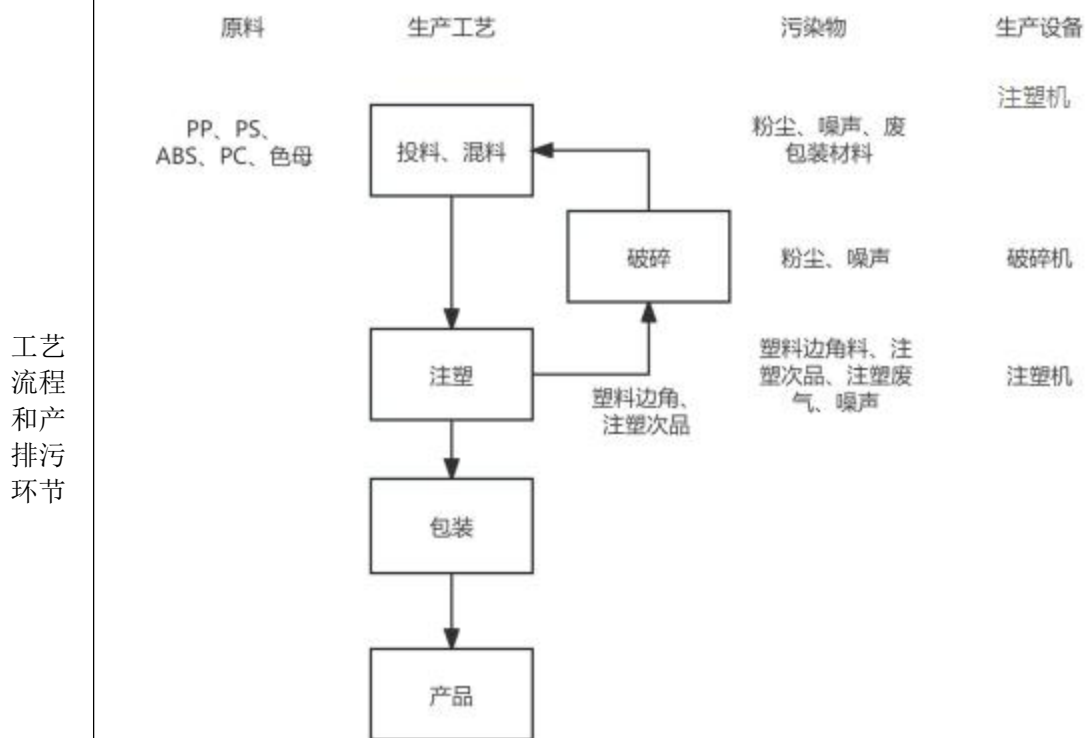 原料 生产工艺 污染物 生产设备
注塑机
PP、PS、
ABS、PC、色母
投料、混料
粉尘、噪声、废
包装材料
破碎
粉尘、噪声
破碎机
工艺
流程
和产
排污
环节
注塑
塑料边角、
注塑次品
塑料边角料、注
塑次品、注塑废
气、噪声
注塑机
包装
产品